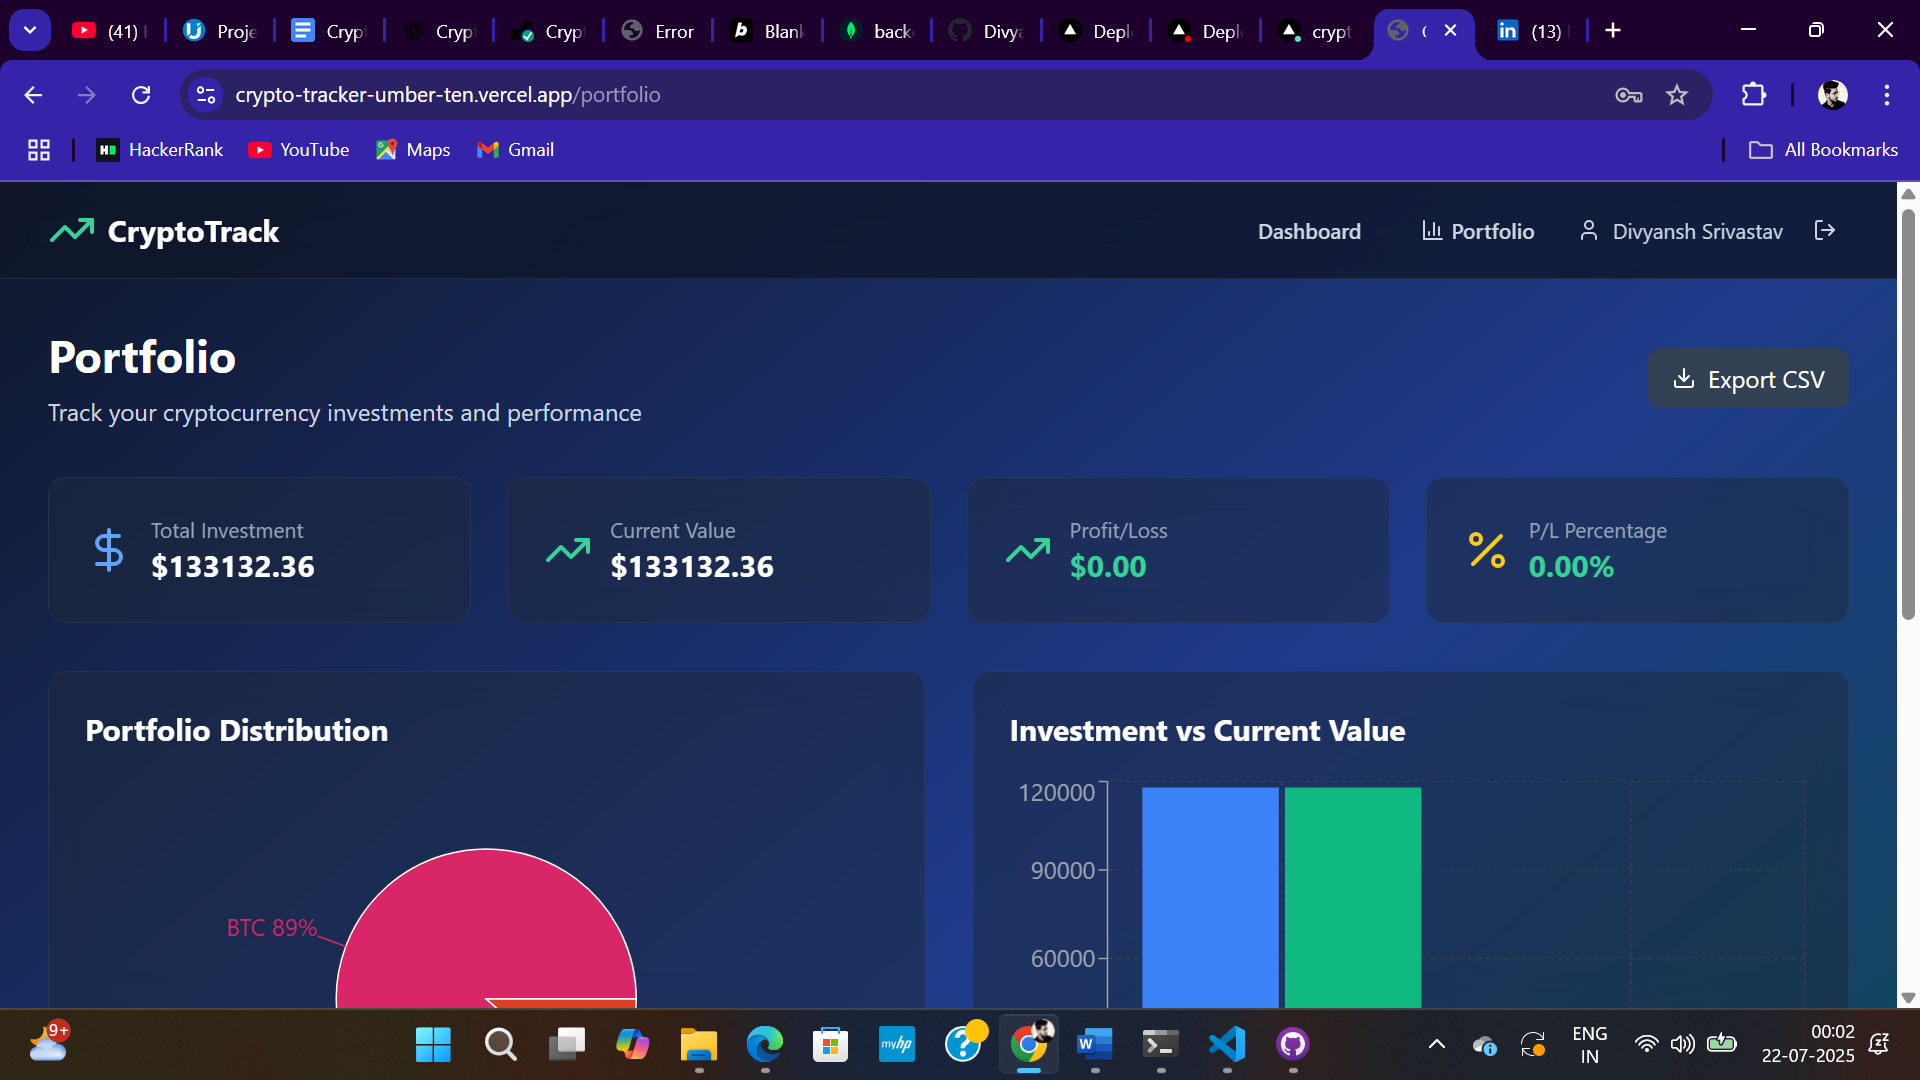 (41)
Proje
Cryp
Cryp
Cryp
Error
Blank
back
Divya
Depl
Depl
crypt
(13)
crypto-tracker-umber-ten.vercel.app/portfolio
HackerRank
YouTube
Maps
Gmail
All Bookmarks
CryptoTrack
Dashboard
Portfolio
Divyansh Srivastav
Portfolio
Track your cryptocurrency investments and performance
Export CSV
Total Investment
$133132.36
Current Value
$133132.36
Profit/Loss
$0.00
P/L Percentage
0.00%
Portfolio Distribution
BTC 89%
Investment vs Current Value
120000
90000
60000
9+
myhp
ENG
IN
00:02
22-07-2025